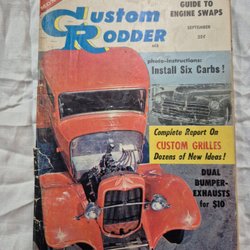 GUIDE TO
ENGINE SWAPS
Custom
Rodder
SEPTEMBER
35¢
photo-instructions:
Install Six Carbs!
Complete Report On
CUSTOM GRILLES
Dozens of New Ideas!
DUAL
BUMPER-
EXHAUSTS
for $10